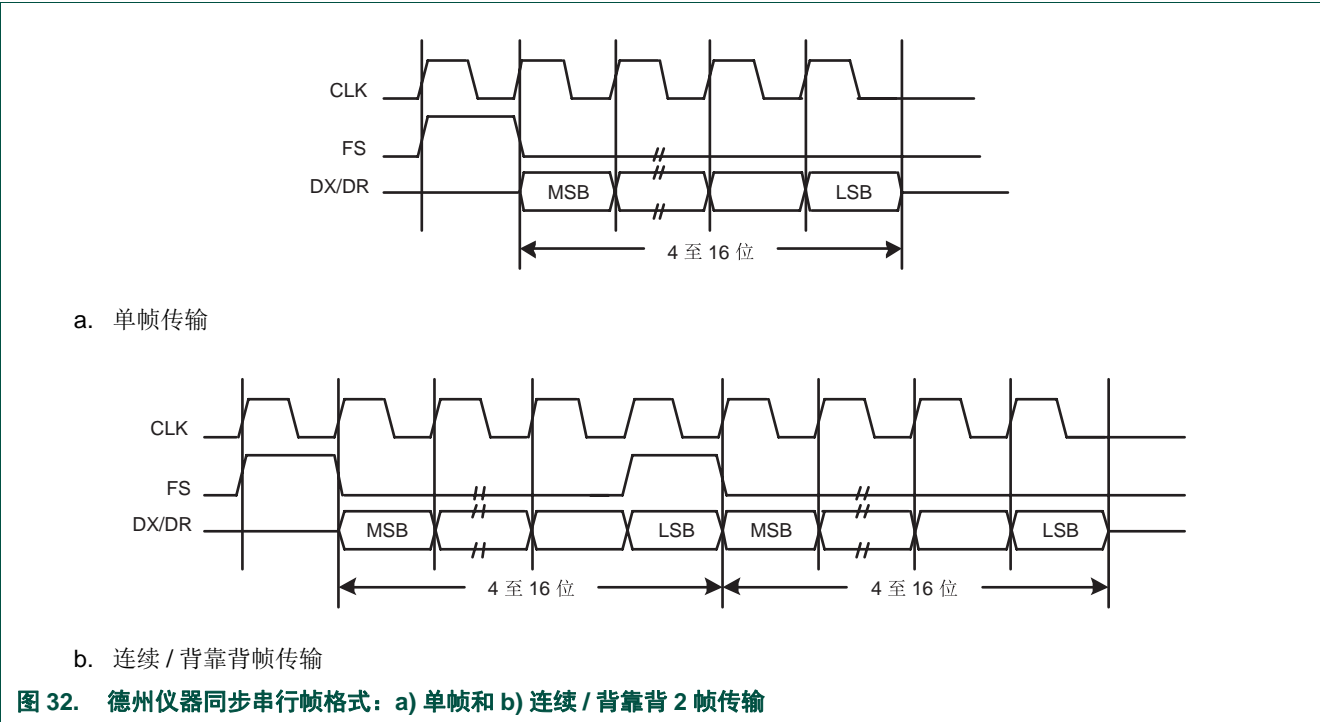 CLK
FS
DX/DR
MSB
LSB
4 至 16 位
a. 单帧传输
CLK
FS
DX/DR
MSB
LSB
MSB
LSB
4 至 16 位
4 至 16 位
b. 连续 / 背靠背帧传输
图 32. 德州仪器同步串行帧格式：a) 单帧和 b) 连续 / 背靠背 2 帧传输